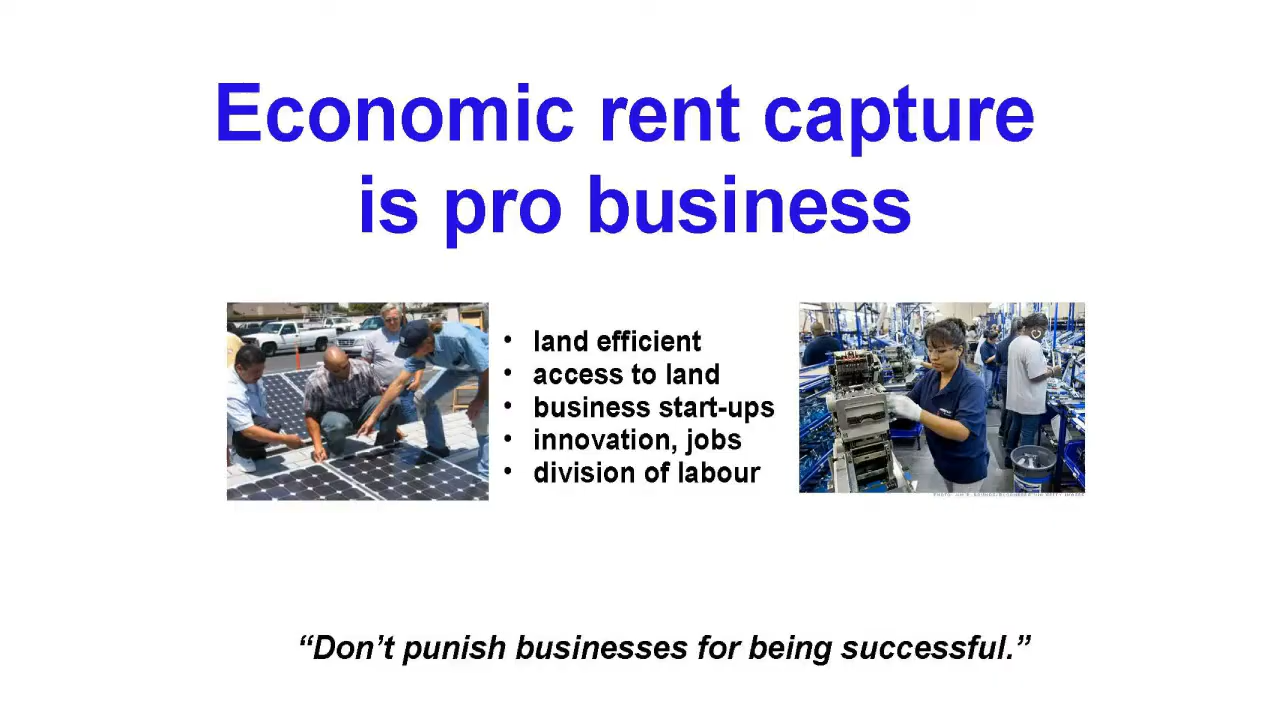 Economic rent capture
is pro business
• land efficient
• access to land
• business start-ups
• innovation, jobs
• division of labour
“Don’t punish businesses for being successful.”